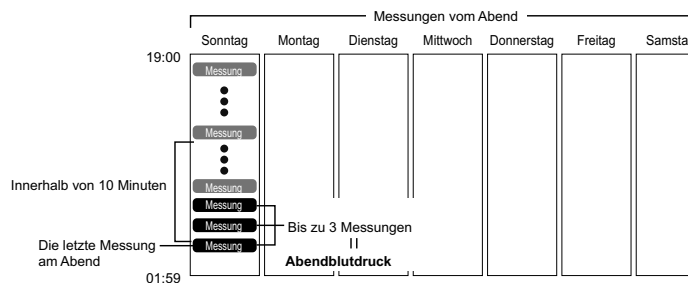 Messungen vom Abend
Sonntag Montag Dienstag Mittwoch Donnerstag Freitag Samsta
19:00
Messung
Messung
Innerhalb von 10 Minuten
Messung
Messung
Messung
Bis zu 3 Messungen
Die letzte Messung
am Abend
Messung
Abendblutdruck
01:59